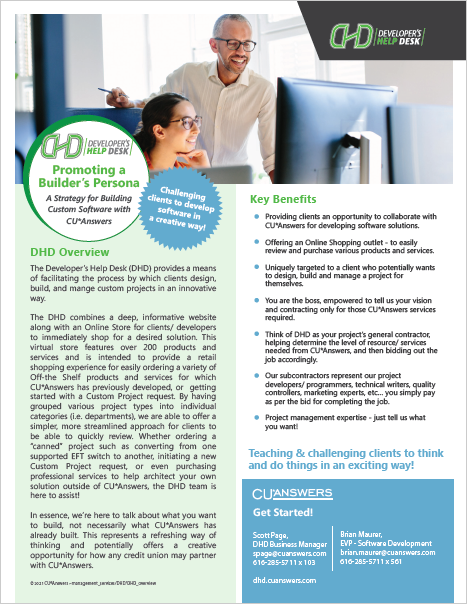 DHD DEVELOPER'S
HELP DESK
DHD DEVELOPER'S
HELP DESK
Promoting a
Builder's Persona
A Strategy for Building
Custom Software with
CU*Answers
Challenging
clients to develop
software in
a creative way!
DHD Overview
The Developer's Help Desk (DHD) provides a means
of facilitating the process by which clients design,
build, and mange custom projects in an innovative
way.
The DHD combines a deep, informative website
along with an Online Store for clients/ developers
to immediately shop for a desired solution. This
virtual store features over 200 products and
services and is intended to provide a retail
shopping experience for easily ordering a variety of
Off-the Shelf products and services for which
CU*Answers has previously developed, or getting
started with a Custom Project request. By having
grouped various project types into individual
categories (i.e. departments), we are able to offer a
simpler, more streamlined approach for clients to
be able to quickly review. Whether ordering a
"canned" project such as converting from one
supported EFT switch to another, initiating a new
Custom Project request, or even purchasing
professional services to help architect your own
solution outside of CU*Answers, the DHD team is
here to assist!
In essence, we're here to talk about what you want
to build, not necessarily what CU*Answers has
already built. This represents a refreshing way of
thinking and potentially offers a creative
opportunity for how any credit union may partner
with CU*Answers.
© 2021 CU*Answers–management_services/DHD/DHD_overview
Key Benefits
Providing clients an opportunity to collaborate with
CU*Answers for developing software solutions.
Offering an Online Shopping outlet - to easily
review and purchase various products and services.
Uniquely targeted to a client who potentially wants
to design, build and manage a project for
themselves.
You are the boss, empowered to tell us your vision
and contracting only for those CU*Answers services
required.
Think of DHD as your project's general contractor,
helping determine the level of resource/ services
needed from CU*Answers, and then bidding out the
job accordingly.
Our subcontractors represent our project
developers/ programmers, technical writers, quality
controllers, marketing experts, etc... you simply pay
as per the bid for completing the job.
Project management expertise - just tell us what
you want!
Teaching & challenging clients to think
and do things in an exciting way!
CU*ANSWERS
Get Started!
Scott Page,
DHD Business Manager
spage@cuanswers.com
616-285-5711 x 103
Brian Maurer,
EVP - Software Development
brian.maurer@cuanswers.com
616-285-5711 x 561
dhd.cuanswers.com